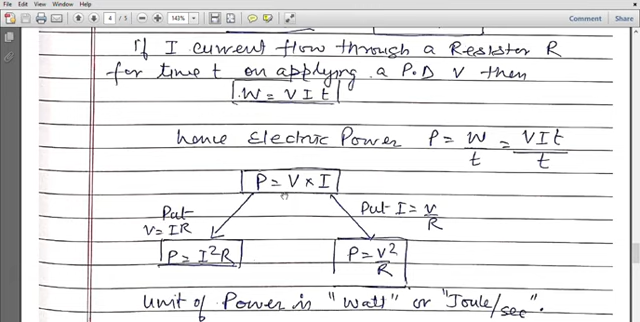 File Edit View Window Help
4 / 5 143% Comment Share
If I current flow through a Resistor R
for time t on applying a P.D V then
W = V I t
hence Electric Power P = W/t = VIt/t
P = V × I
Put V = IR Put I = V/R
P = I²R P = V²/R
Unit of Power is "Watt" or "Joule/sec".